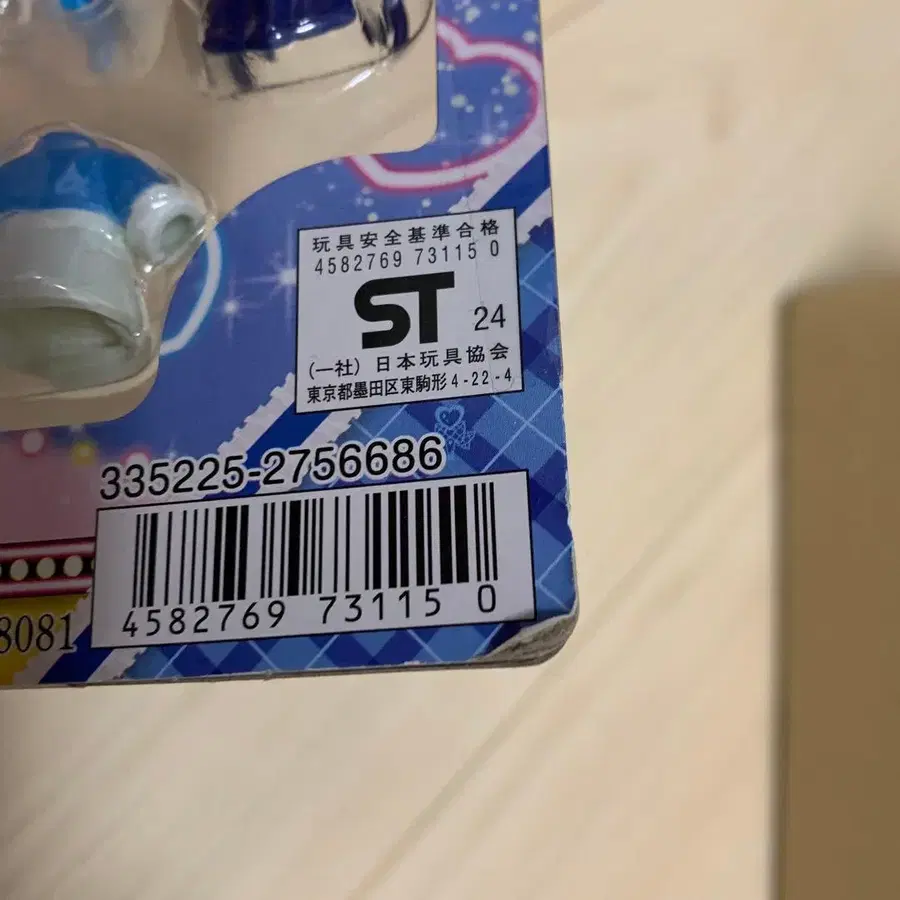 玩具安全基準合格
4582769 73115 0
ST 24
(一社) 日本玩具協会
東京都墨田区東駒形4-22-4
335225-2756686
4582769 73115 0
8081